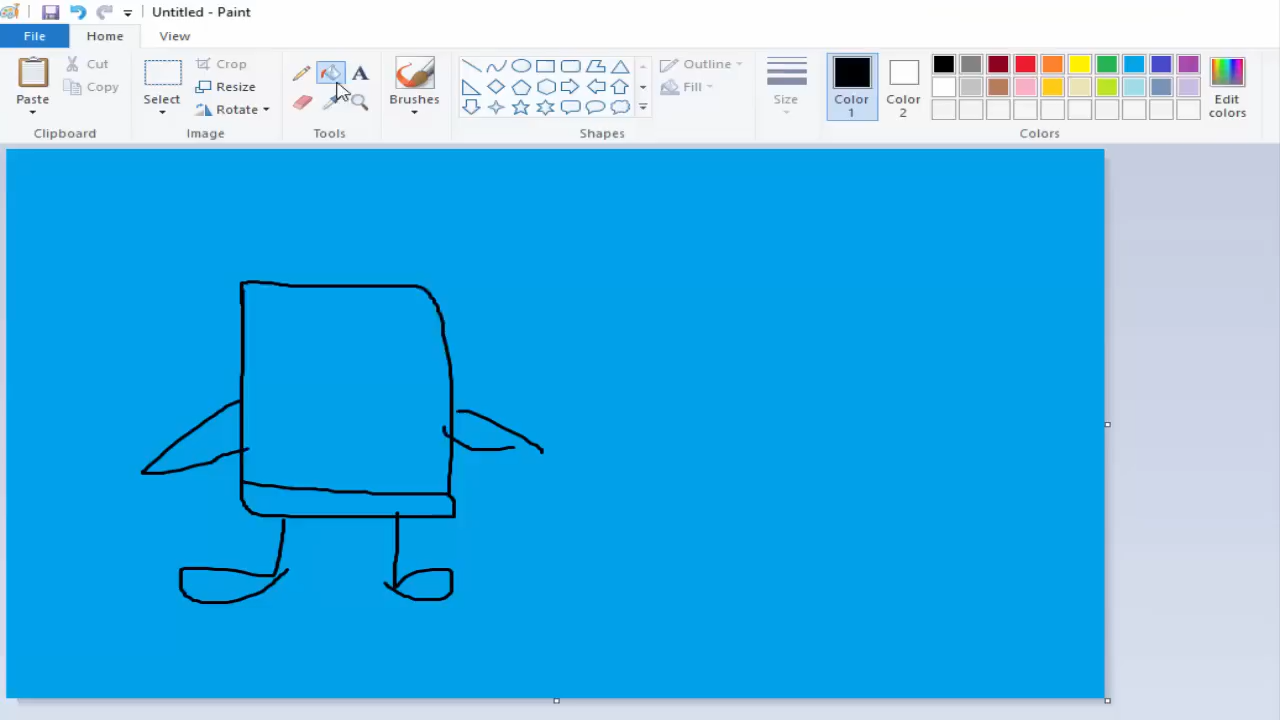 Untitled - Paint
File Home View
Paste Cut Copy
Clipboard
Select Crop Resize Rotate
Image
A
Tools
Brushes
Outline Fill
Shapes
Size
Color 1 Color 2 Edit colors
Colors